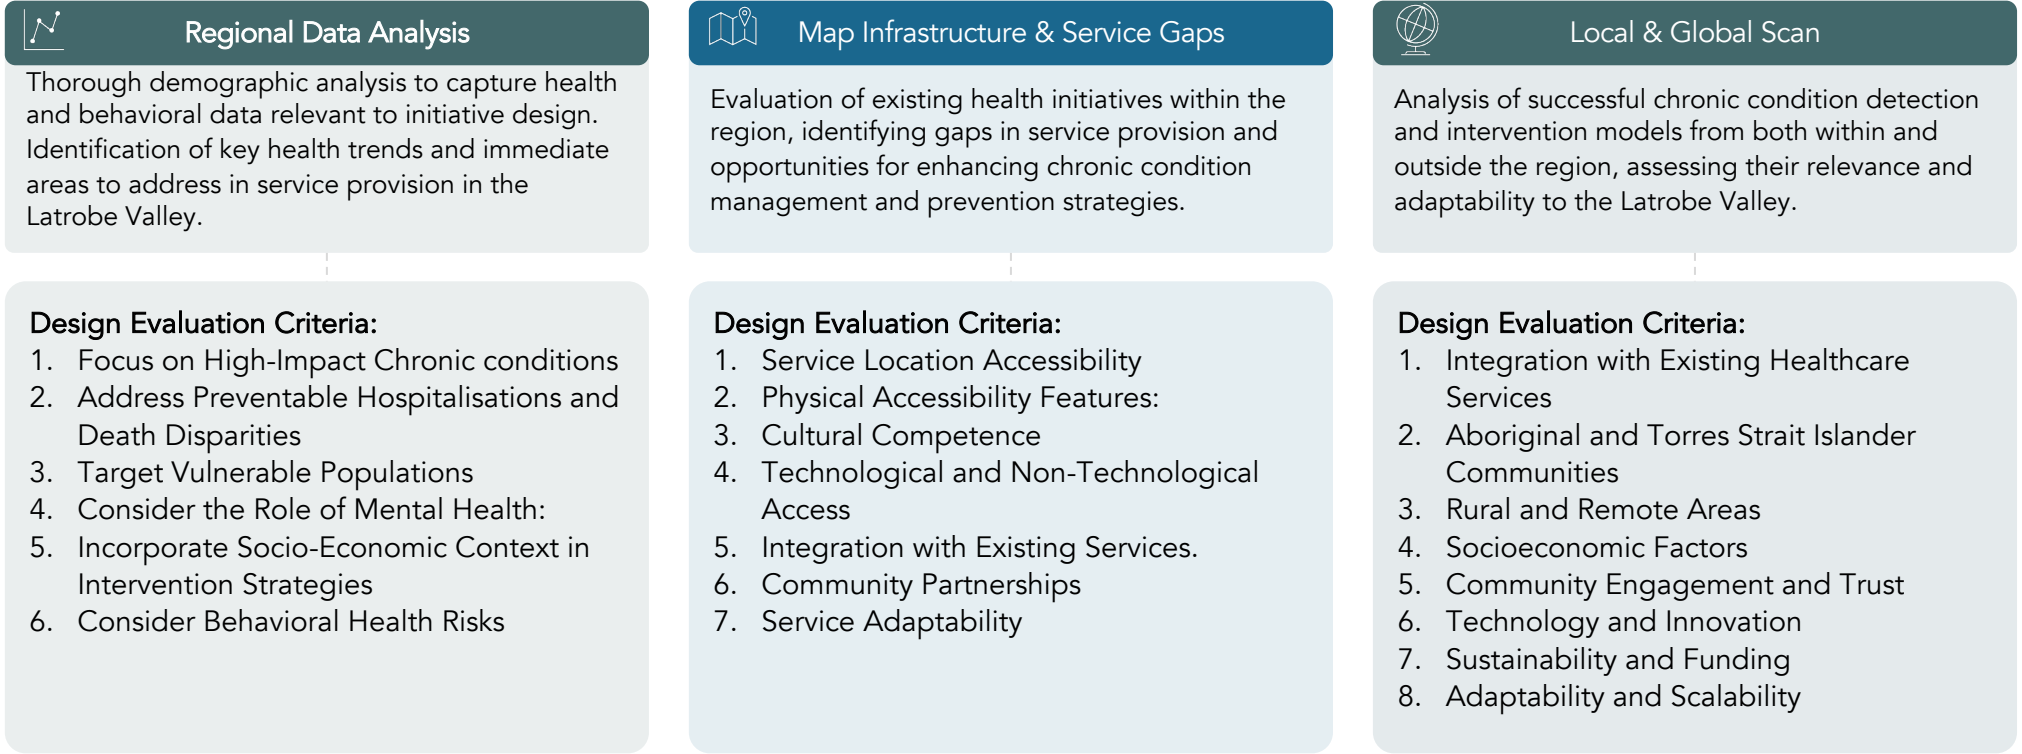 Regional Data Analysis
Thorough demographic analysis to capture health
and behavioral data relevant to initiative design.
Identification of key health trends and immediate
areas to address in service provision in the
Latrobe Valley.
Design Evaluation Criteria:
1. Focus on High-Impact Chronic conditions
2. Address Preventable Hospitalisations and
Death Disparities
3. Target Vulnerable Populations
4. Consider the Role of Mental Health:
5. Incorporate Socio-Economic Context in
Intervention Strategies
6. Consider Behavioral Health Risks
Map Infrastructure & Service Gaps
Evaluation of existing health initiatives within the
region, identifying gaps in service provision and
opportunities for enhancing chronic condition
management and prevention strategies.
Design Evaluation Criteria:
1. Service Location Accessibility
2. Physical Accessibility Features:
3. Cultural Competence
4. Technological and Non-Technological
Access
5. Integration with Existing Services.
6. Community Partnerships
7. Service Adaptability
Local & Global Scan
Analysis of successful chronic condition detection
and intervention models from both within and
outside the region, assessing their relevance and
adaptability to the Latrobe Valley.
Design Evaluation Criteria:
1. Integration with Existing Healthcare
Services
2. Aboriginal and Torres Strait Islander
Communities
3. Rural and Remote Areas
4. Socioeconomic Factors
5. Community Engagement and Trust
6. Technology and Innovation
7. Sustainability and Funding
8. Adaptability and Scalability